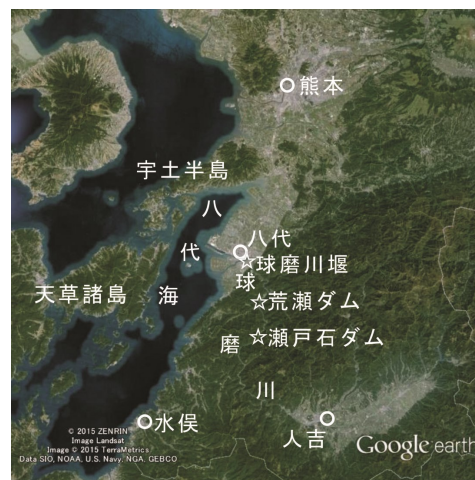 熊本
宇土半島
八代海
八代
球磨川堰
球磨川
荒瀬ダム
天草諸島
瀬戸石ダム
水俣
人吉
© 2015 ZENRIN
Image Landsat
Image © 2015 TerraMetrics
Data SIO, NOAA, U.S. Navy, NGA, GEBCO
Google earth